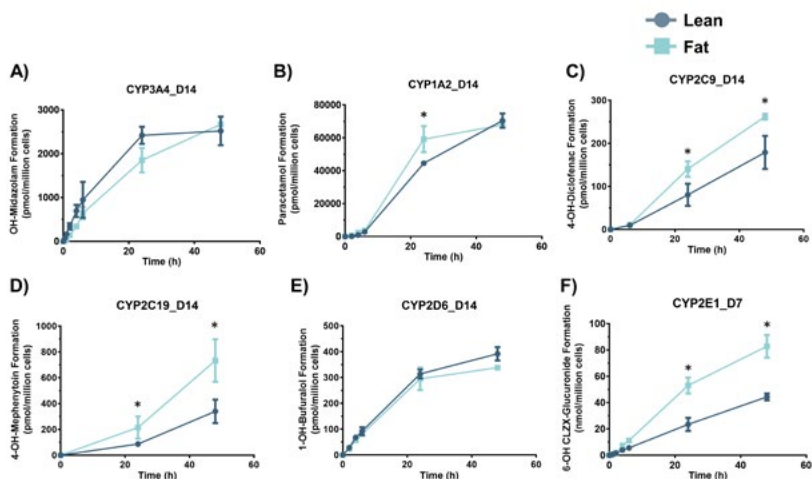 Lean
Fat
A)
CYP3A4_D14
OH-Midazolam Formation
(pmol/million cells)
3000
2000
1000
0
0 20 40 60
Time (h)
B)
CYP1A2_D14
Paracetamol Formation
(pmol/million cells)
80000
60000
40000
20000
0
0 20 40 60
Time (h)
*
C)
CYP2C9_D14
4-OH-Diclofenac Formation
(pmol/million cells)
300
200
100
0
0 20 40 60
Time (h)
* *
D)
CYP2C19_D14
4-OH-Mephenytoin Formation
(pmol/million cells)
1000
800
600
400
200
0
0 20 40 60
Time (h)
* *
E)
CYP2D6_D14
1-OH-Bufuralol Formation
(pmol/million cells)
500
400
300
200
100
0
0 20 40 60
Time (h)
F)
CYP2E1_D7
6-OH CLZX-Glucuronide Formation
(nmol/million cells)
100
80
60
40
20
0
0 20 40 60
Time (h)
* *